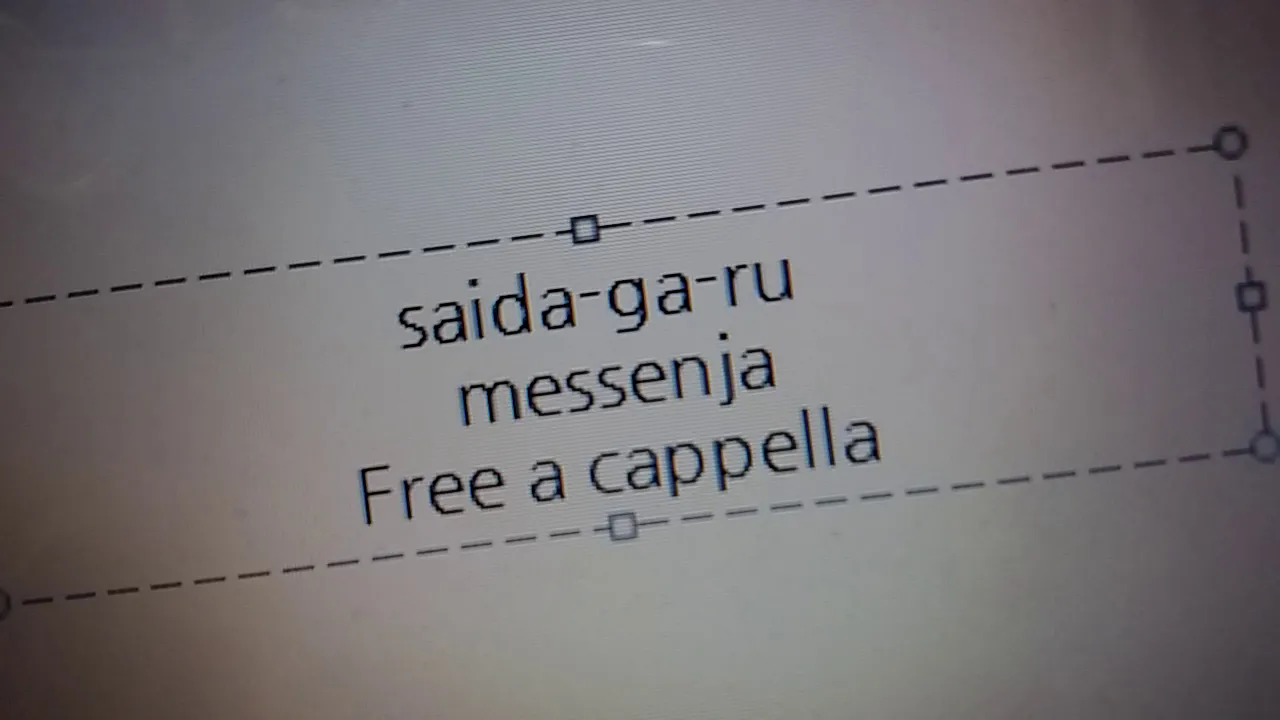 saida-ga-ru
messenja
Free a cappella